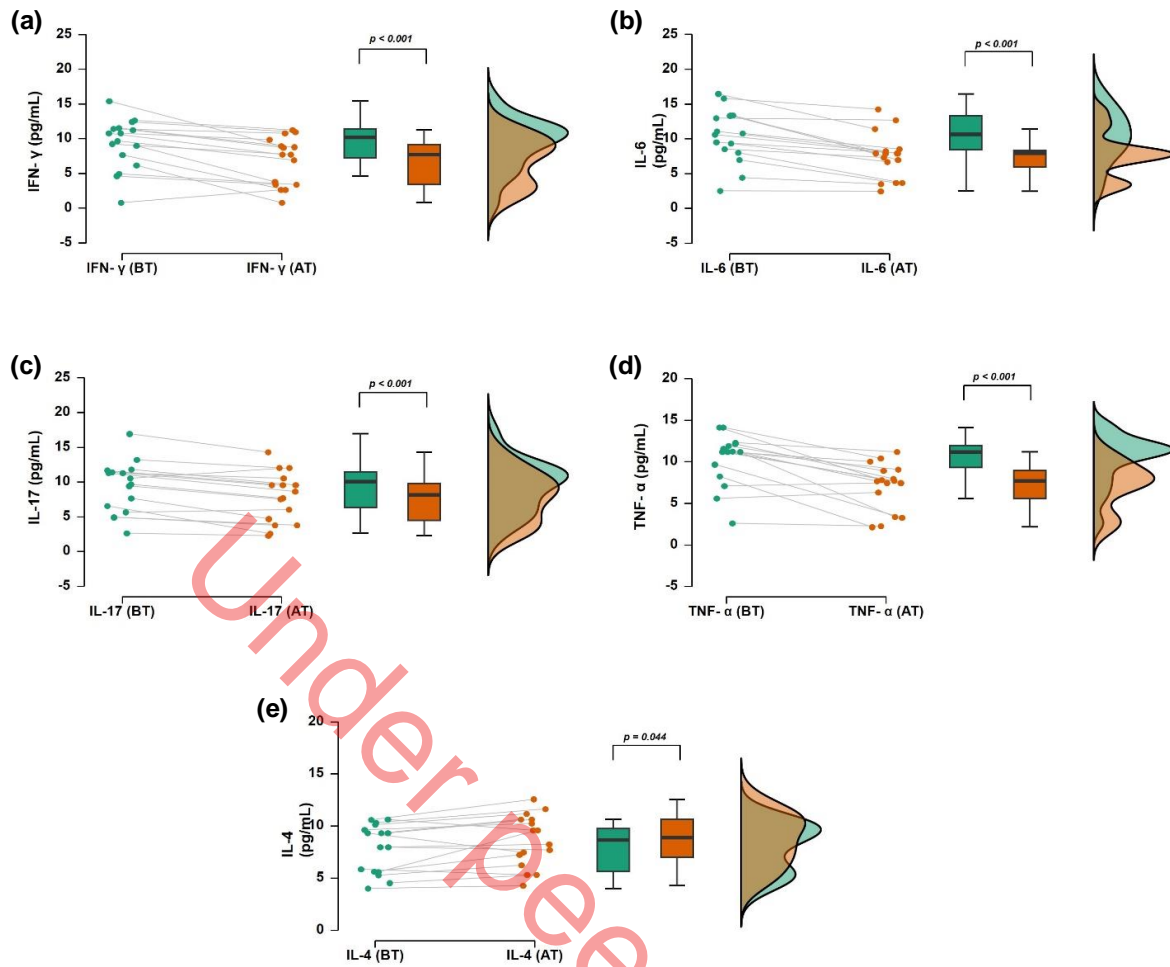 (a)
25
20
15
10
5
0
-5
IFN- γ (pg/mL)
IFN- γ (BT)
IFN- γ (AT)
p < 0.001
(b)
25
20
15
10
5
0
-5
IL-6
(pg/mL)
IL-6 (BT)
IL-6 (AT)
p < 0.001
(c)
25
20
15
10
5
0
-5
IL-17 (pg/mL)
IL-17 (BT)
IL-17 (AT)
p < 0.001
(d)
20
15
10
5
0
-5
TNF- α (pg/mL)
TNF- α (BT)
TNF- α (AT)
p < 0.001
(e)
20
15
10
5
0
IL-4
(pg/mL)
IL-4 (BT)
IL-4 (AT)
p = 0.044
Under pee